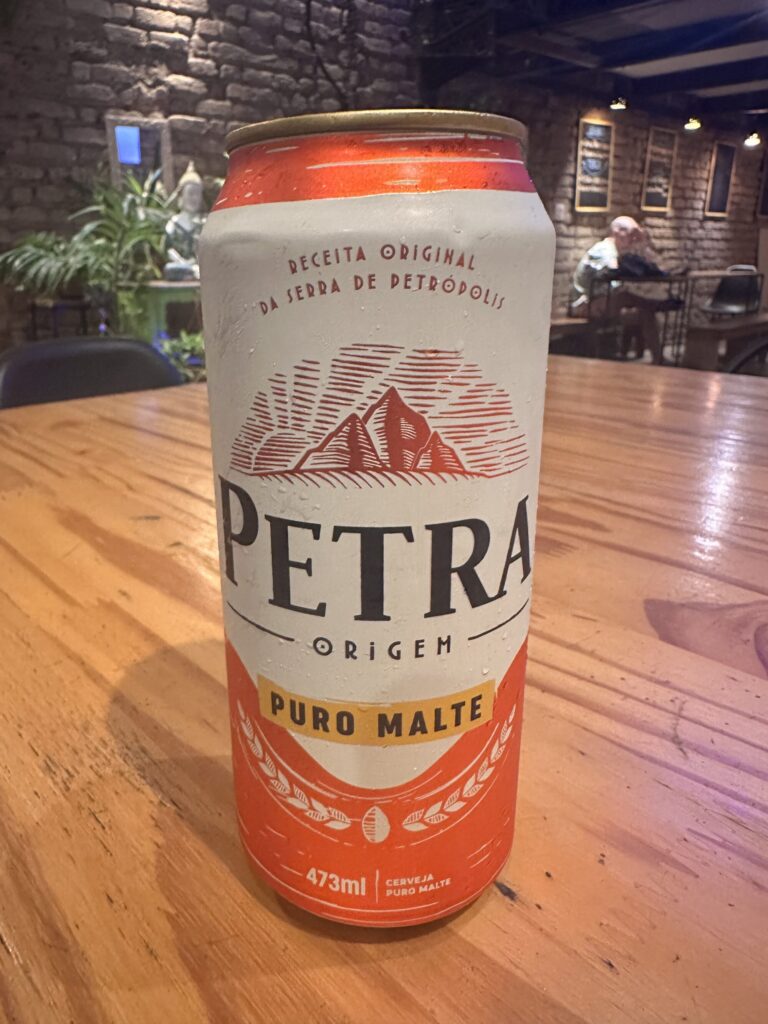 RECEITA ORIGINAL
DA SERRA DE PETRÓPOLIS
PETRA
ORIGEM
PURO MALTE
473ml
CERVEJA
PURO MALTE